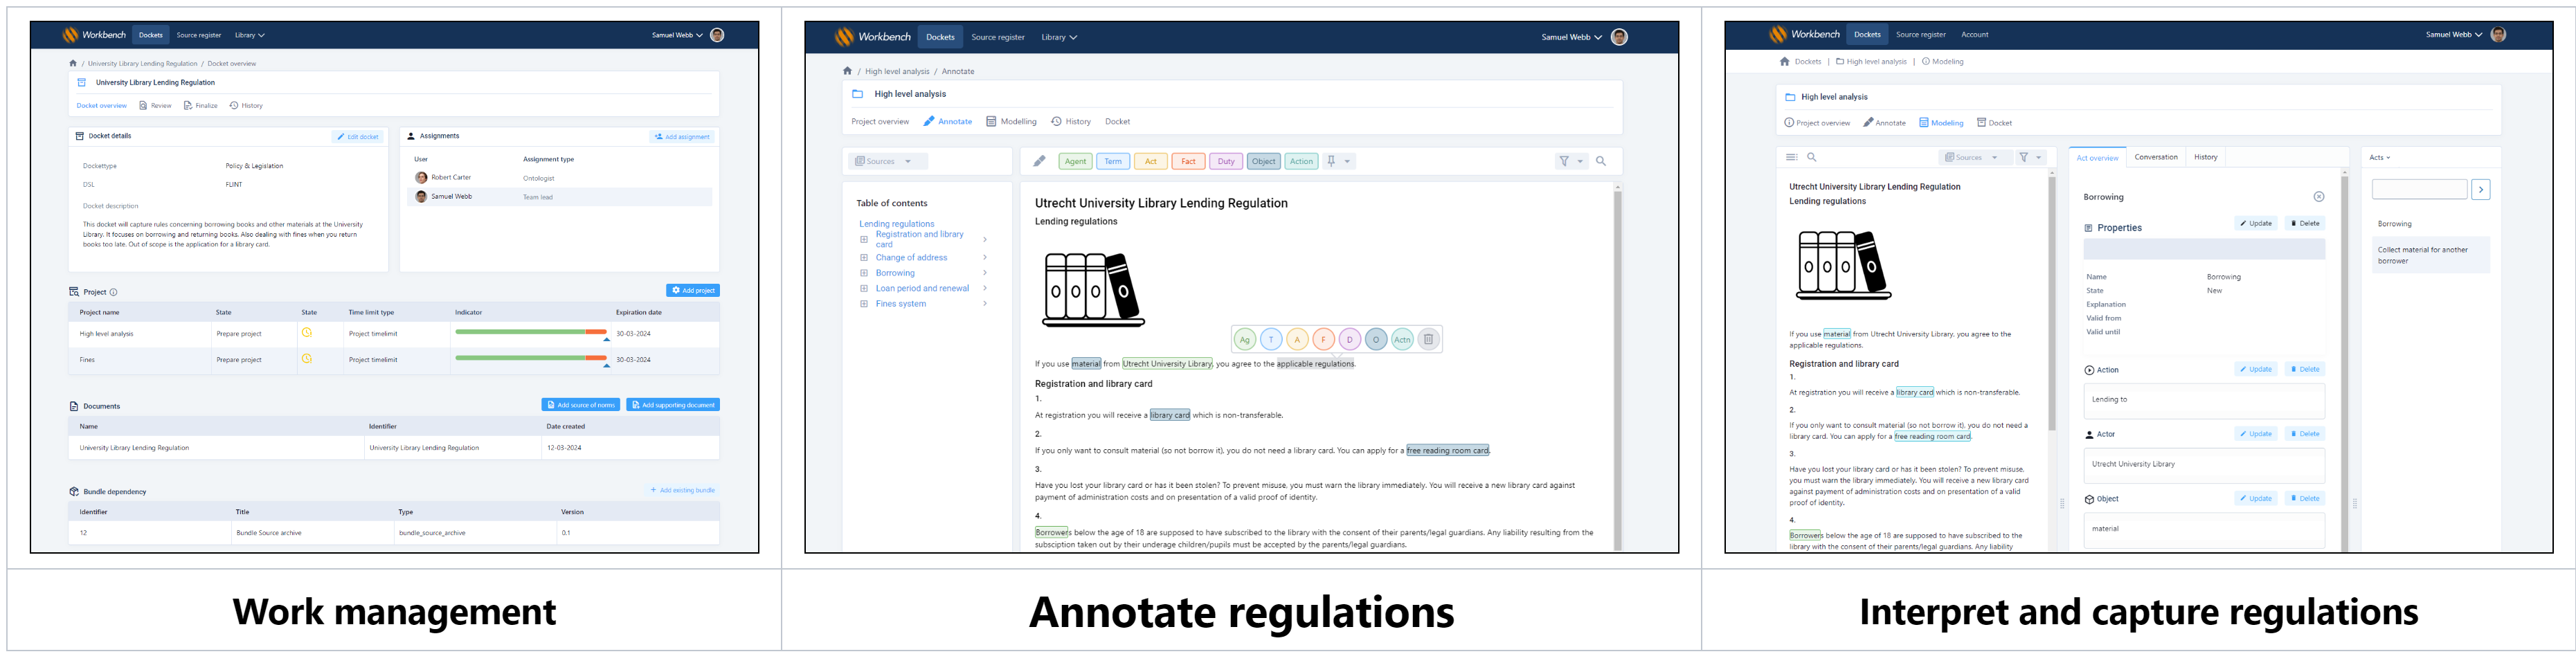 Workbench Dockets Source register Library Samuel Webb
/ University Library Lending Regulation / Docket overview
University Library Lending Regulation
Docket overview Review Finalize History
Docket details Edit docket
Dockettype Policy & Legislation
DSL FLINT
Docket description
This docket will capture rules concerning borrowing books and other materials at the University
Library. It focuses on borrowing and returning books. Also dealing with fines when you return
books too late. Out of scope is the application for a library card.
Assignments Add assignment
User Assignment type
Robert Carter Ontologist
Samuel Webb Team lead
Project Add project
Project name State State Time limit type Indicator Expiration date
High level analysis Prepare project Project timelimit 30-03-2024
Fines Prepare project Project timelimit 30-03-2024
Documents Add source of norms Add supporting document
Name Identifier Date created
University Library Lending Regulation University Library Lending Regulation 12-03-2024
Bundle dependency + Add existing bundle
Identifier Title Type Version
12 Bundle Source archive bundle_source_archive 0.1
Work management
Workbench Dockets Source register Library Samuel Webb
/ High level analysis / Annotate
High level analysis
Project overview Annotate Modelling History Docket
Sources
Agent Term Act Fact Duty Object Action
Table of contents
Lending regulations
Registration and library
card
Change of address
Borrowing
Loan period and renewal
Fines system
Utrecht University Library Lending Regulation
Lending regulations
Ag T A F D O Actn
If you use material from Utrecht University Library, you agree to the applicable regulations.
Registration and library card
1.
At registration you will receive a library card which is non-transferable.
2.
If you only want to consult material (so not borrow it), you do not need a library card. You can apply for a free reading room card.
3.
Have you lost your library card or has it been stolen? To prevent misuse, you must warn the library immediately. You will receive a new library card against
payment of administration costs and on presentation of a valid proof of identity.
4.
Borrowers below the age of 18 are supposed to have subscribed to the library with the consent of their parents/legal guardians. Any liability resulting from the
subsciption taken out by their underage children/pupils must be accepted by the parents/legal guardians.
Annotate regulations
Workbench Dockets Source register Account Samuel Webb
Dockets | High level analysis | Modeling
High level analysis
Project overview Annotate Modeling Docket
Sources
Utrecht University Library Lending Regulation
Lending regulations
If you use material from Utrecht University Library, you agree to the
applicable regulations.
Registration and library card
1.
At registration you will receive a library card which is non-transferable.
2.
If you only want to consult material (so not borrow it), you do not need a
library card. You can apply for a free reading room card.
3.
Have you lost your library card or has it been stolen? To prevent misuse,
you must warn the library immediately. You will receive a new library card
against payment of administration costs and on presentation of a valid
proof of identity.
4.
Borrowers below the age of 18 are supposed to have subscribed to the
library with the consent of their parents/legal guardians. Any liability
Act overview Conversation History
Borrowing
Properties Update Delete
Name Borrowing
State New
Explanation
Valid from
Valid until
Action Update Delete
Lending to
Actor Update Delete
Utrecht University Library
Object Update Delete
material
Acts
Borrowing
Collect material for another
borrower
Interpret and capture regulations